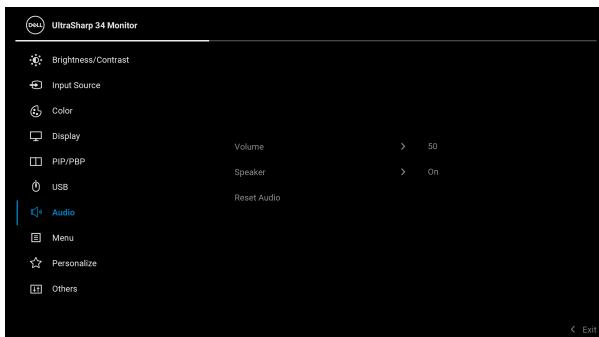 DELL UltraSharp 34 Monitor
Brightness/Contrast
Input Source
Color
Display
PIP/PBP
USB
Audio
Menu
Personalize
Others
Volume > 50
Speaker > On
Reset Audio
< Exit